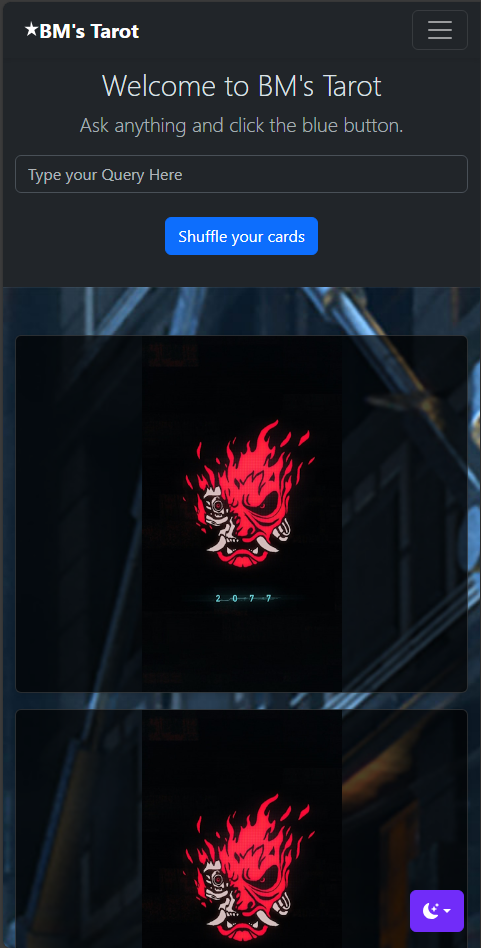 ★BM's Tarot
Welcome to BM's Tarot
Ask anything and click the blue button.
Type your Query Here
Shuffle your cards
2 0 7 7